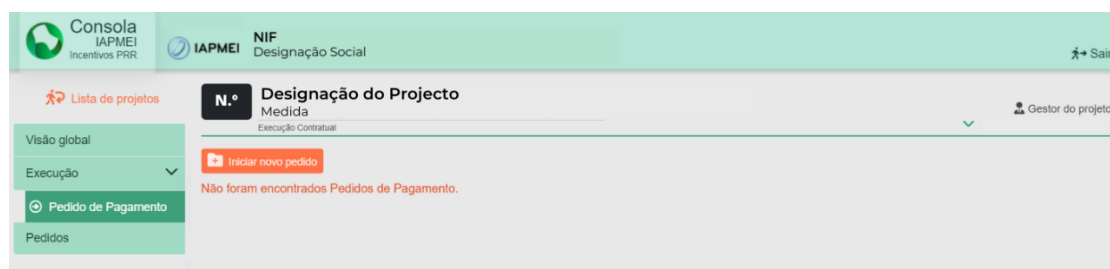 Consola
IAPMEI
Incentivos PRR
IAPMEI
NIF
Designação Social
Sair
Lista de projetos
N.º
Designação do Projecto
Medida
Execução Contratual
Gestor do projeto
Visão global
Execução
Pedido de Pagamento
Pedidos
Iniciar novo pedido
Não foram encontrados Pedidos de Pagamento.